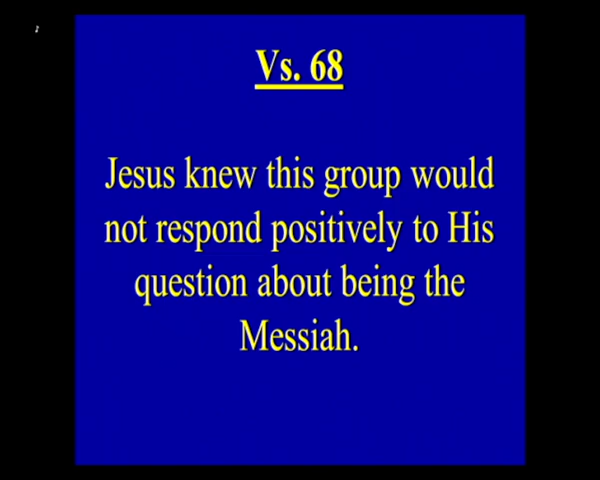 Vs. 68
Jesus knew this group would
not respond positively to His
question about being the
Messiah.